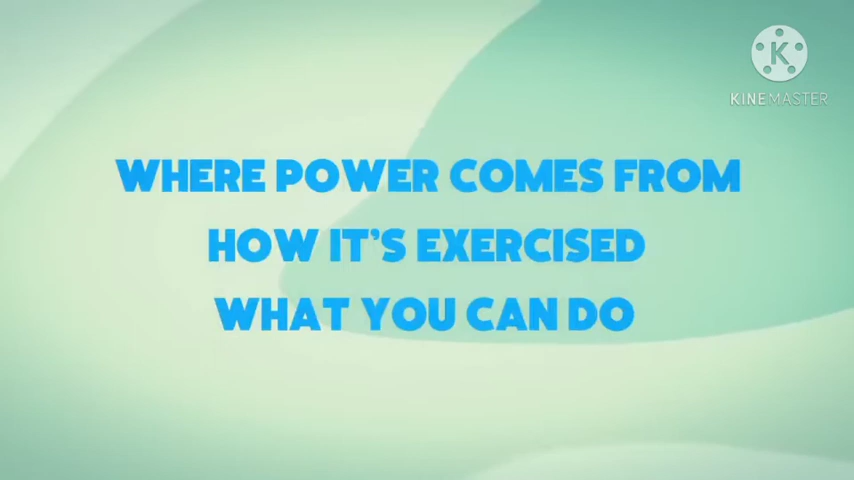 KINEMASTER
WHERE POWER COMES FROM
HOW IT'S EXERCISED
WHAT YOU CAN DO